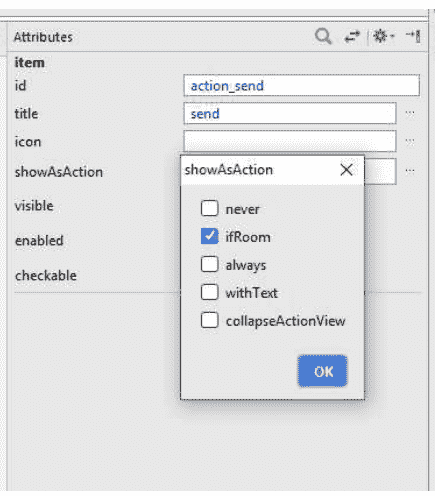 Attributes
item
id action_send
title send ...
icon ...
showAsAction ...
showAsAction
visible
enabled
checkable
never
ifRoom
always
withText
collapseActionView
OK